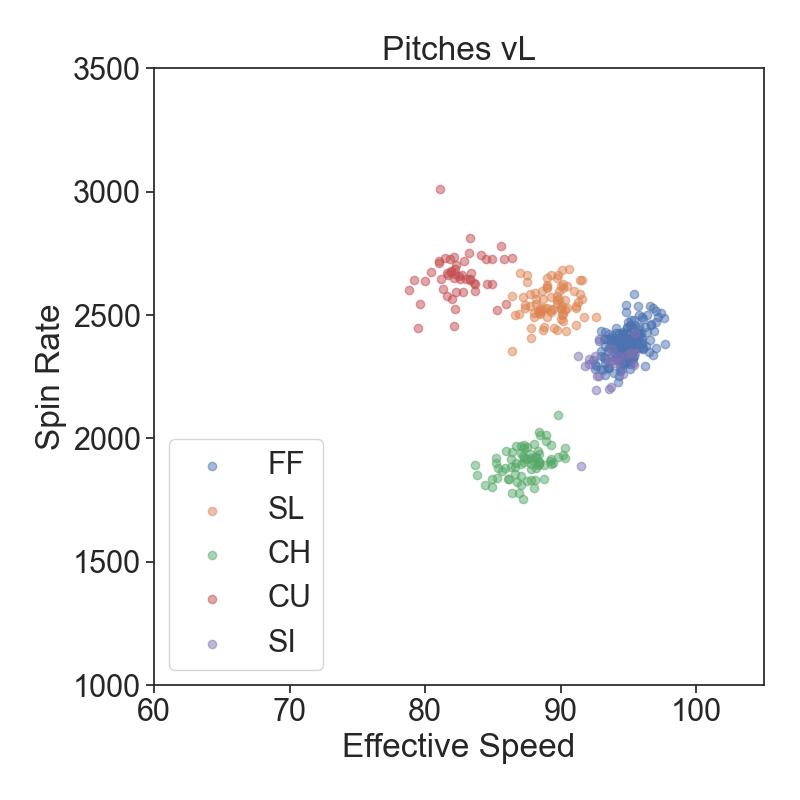 Pitches vL
3500
3000
2500
2000
1500
1000
Spin Rate
FF
SL
CH
CU
SI
60 70 80 90 100
Effective Speed